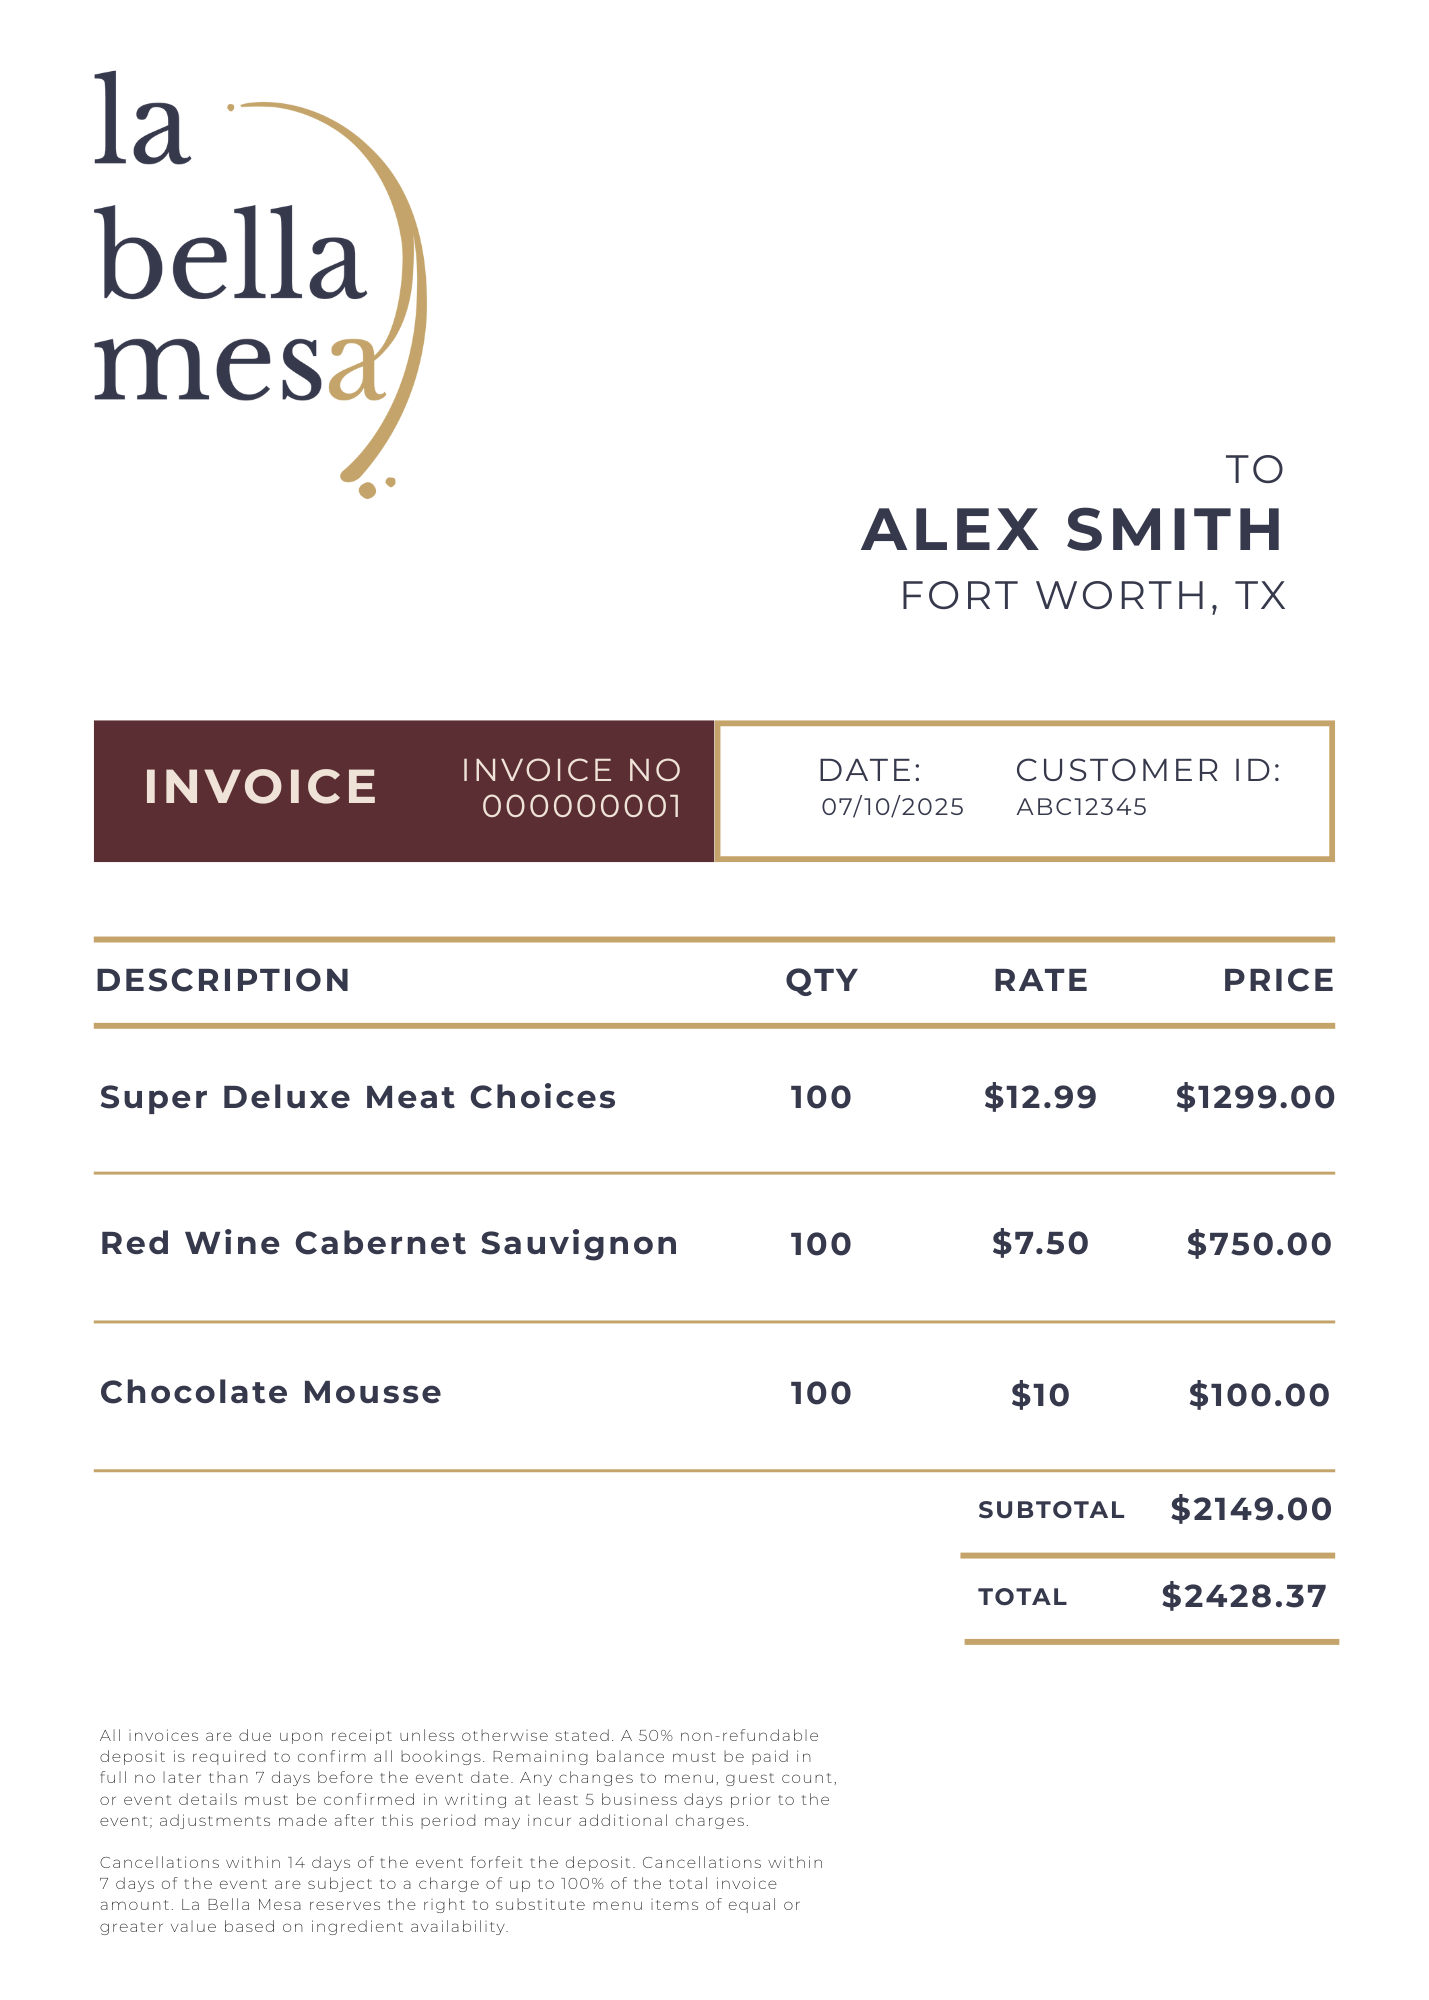 la
bella
mesa
TO
ALEX SMITH
FORT WORTH, TX
INVOICE
INVOICE NO
000000001
DATE:
07/10/2025
CUSTOMER ID:
ABC12345
DESCRIPTION QTY RATE PRICE
Super Deluxe Meat Choices 100 $12.99 $1299.00
Red Wine Cabernet Sauvignon 100 $7.50 $750.00
Chocolate Mousse 100 $10 $100.00
SUBTOTAL $2149.00
TOTAL $2428.37
All invoices are due upon receipt unless otherwise stated. A 50% non-refundable
deposit is required to confirm all bookings. Remaining balance must be paid in
full no later than 7 days before the event date. Any changes to menu, guest count,
or event details must be confirmed in writing at least 5 business days prior to the
event; adjustments made after this period may incur additional charges.
Cancellations within 14 days of the event forfeit the deposit. Cancellations within
7 days of the event are subject to a charge of up to 100% of the total invoice
amount. La Bella Mesa reserves the right to substitute menu items of equal or
greater value based on ingredient availability.